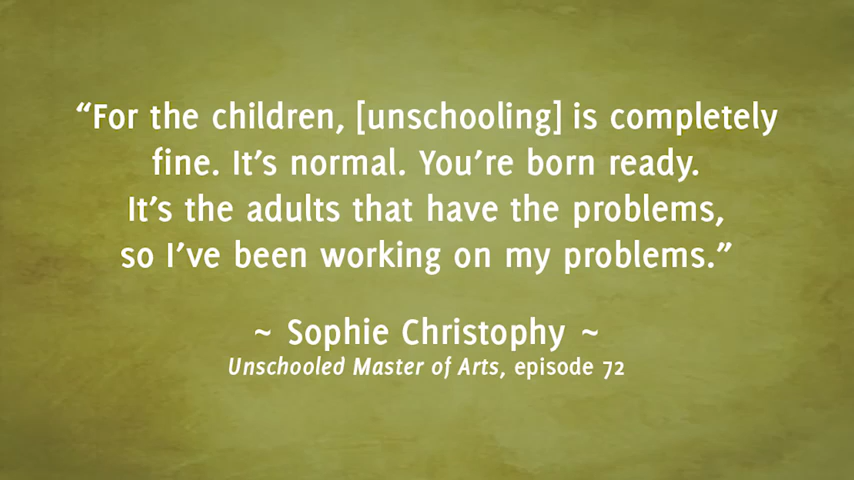 “For the children, [unschooling] is completely
fine. It’s normal. You’re born ready.
It’s the adults that have the problems,
so I’ve been working on my problems.”
~ Sophie Christophy ~
Unschooled Master of Arts, episode 72